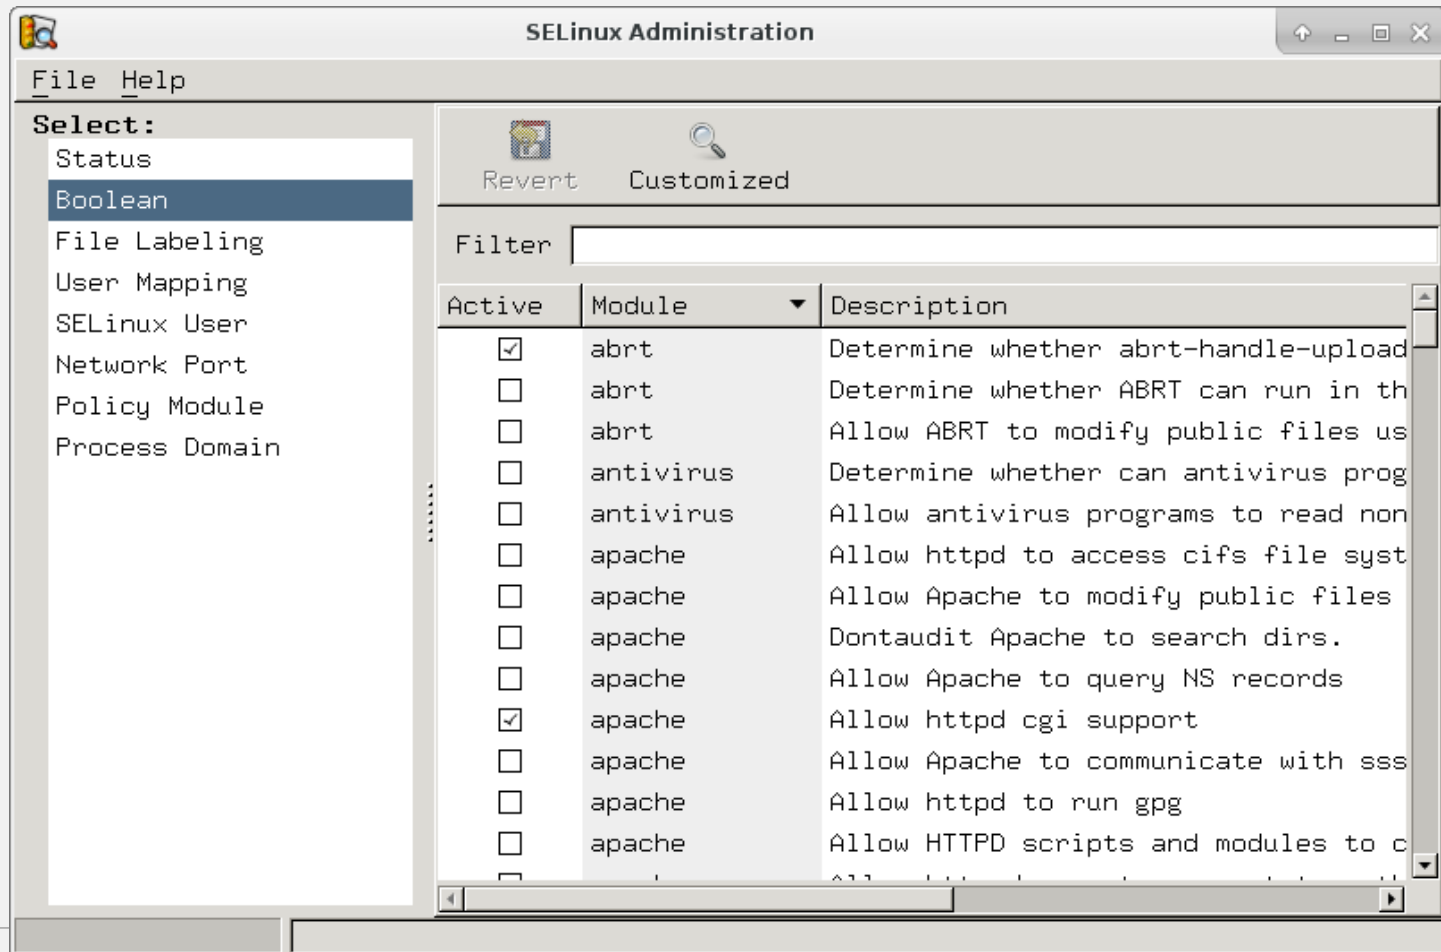 SELinux Administration
File Help
Select:
Status
Boolean
File Labeling
User Mapping
SELinux User
Network Port
Policy Module
Process Domain
Revert Customized
Filter
Active Module Description
abrt Determine whether abrt-handle-upload
abrt Determine whether ABRT can run in th
abrt Allow ABRT to modify public files us
antivirus Determine whether can antivirus prog
antivirus Allow antivirus programs to read non
apache Allow httpd to access cifs file syst
apache Allow Apache to modify public files
apache Dontaudit Apache to search dirs.
apache Allow Apache to query NS records
apache Allow httpd cgi support
apache Allow Apache to communicate with sss
apache Allow httpd to run gpg
apache Allow HTTPD scripts and modules to c